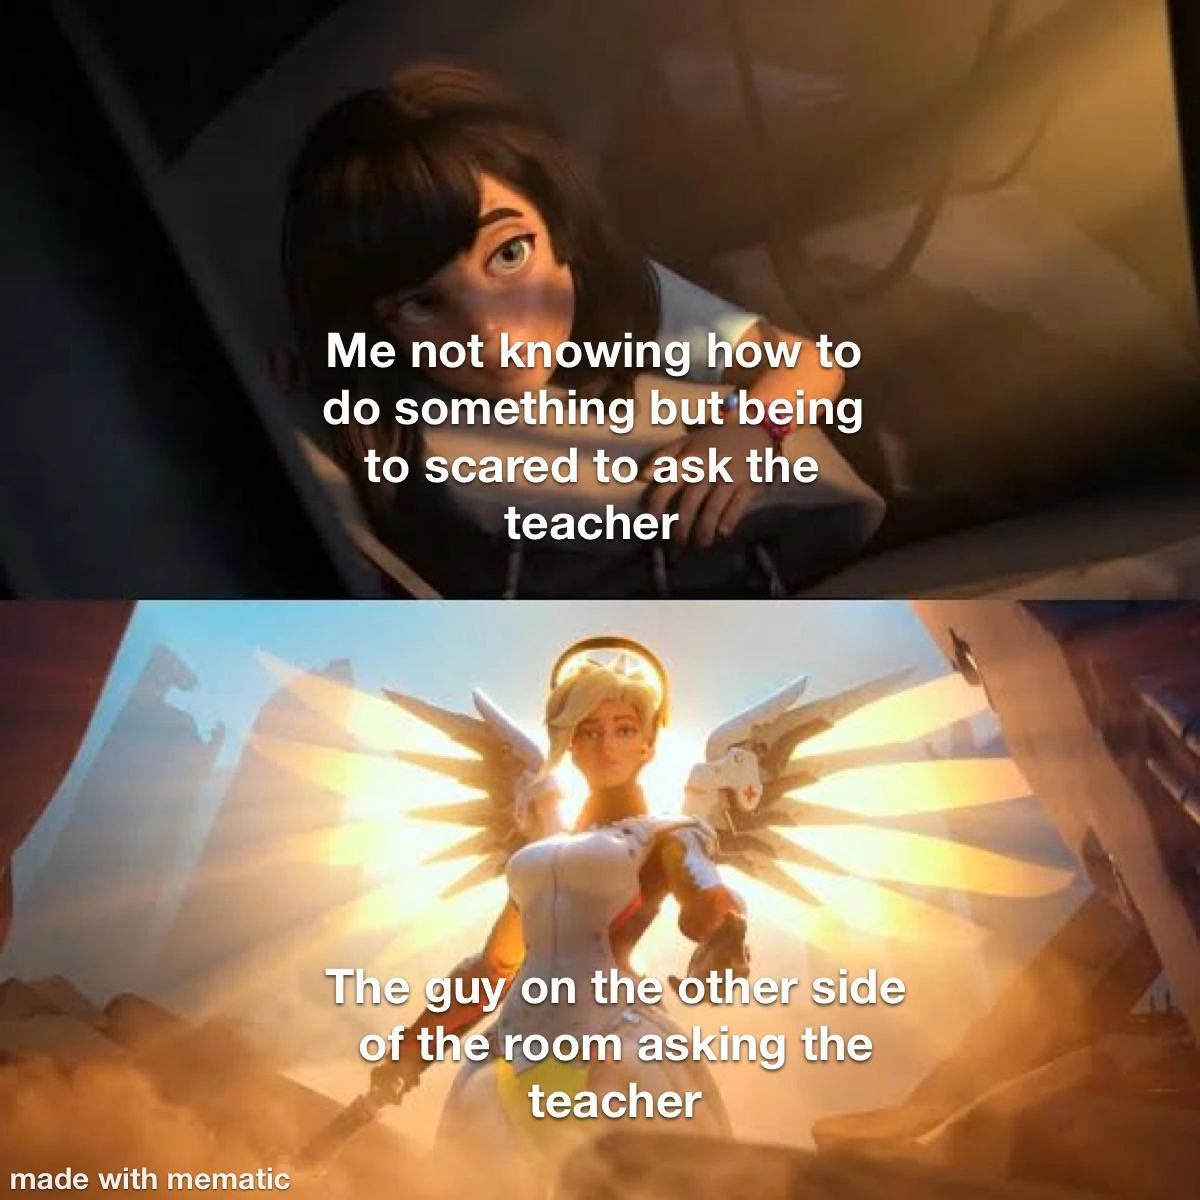 Me not knowing how to
do something but being
to scared to ask the
teacher
The guy on the other side
of the room asking the
teacher
made with mematic